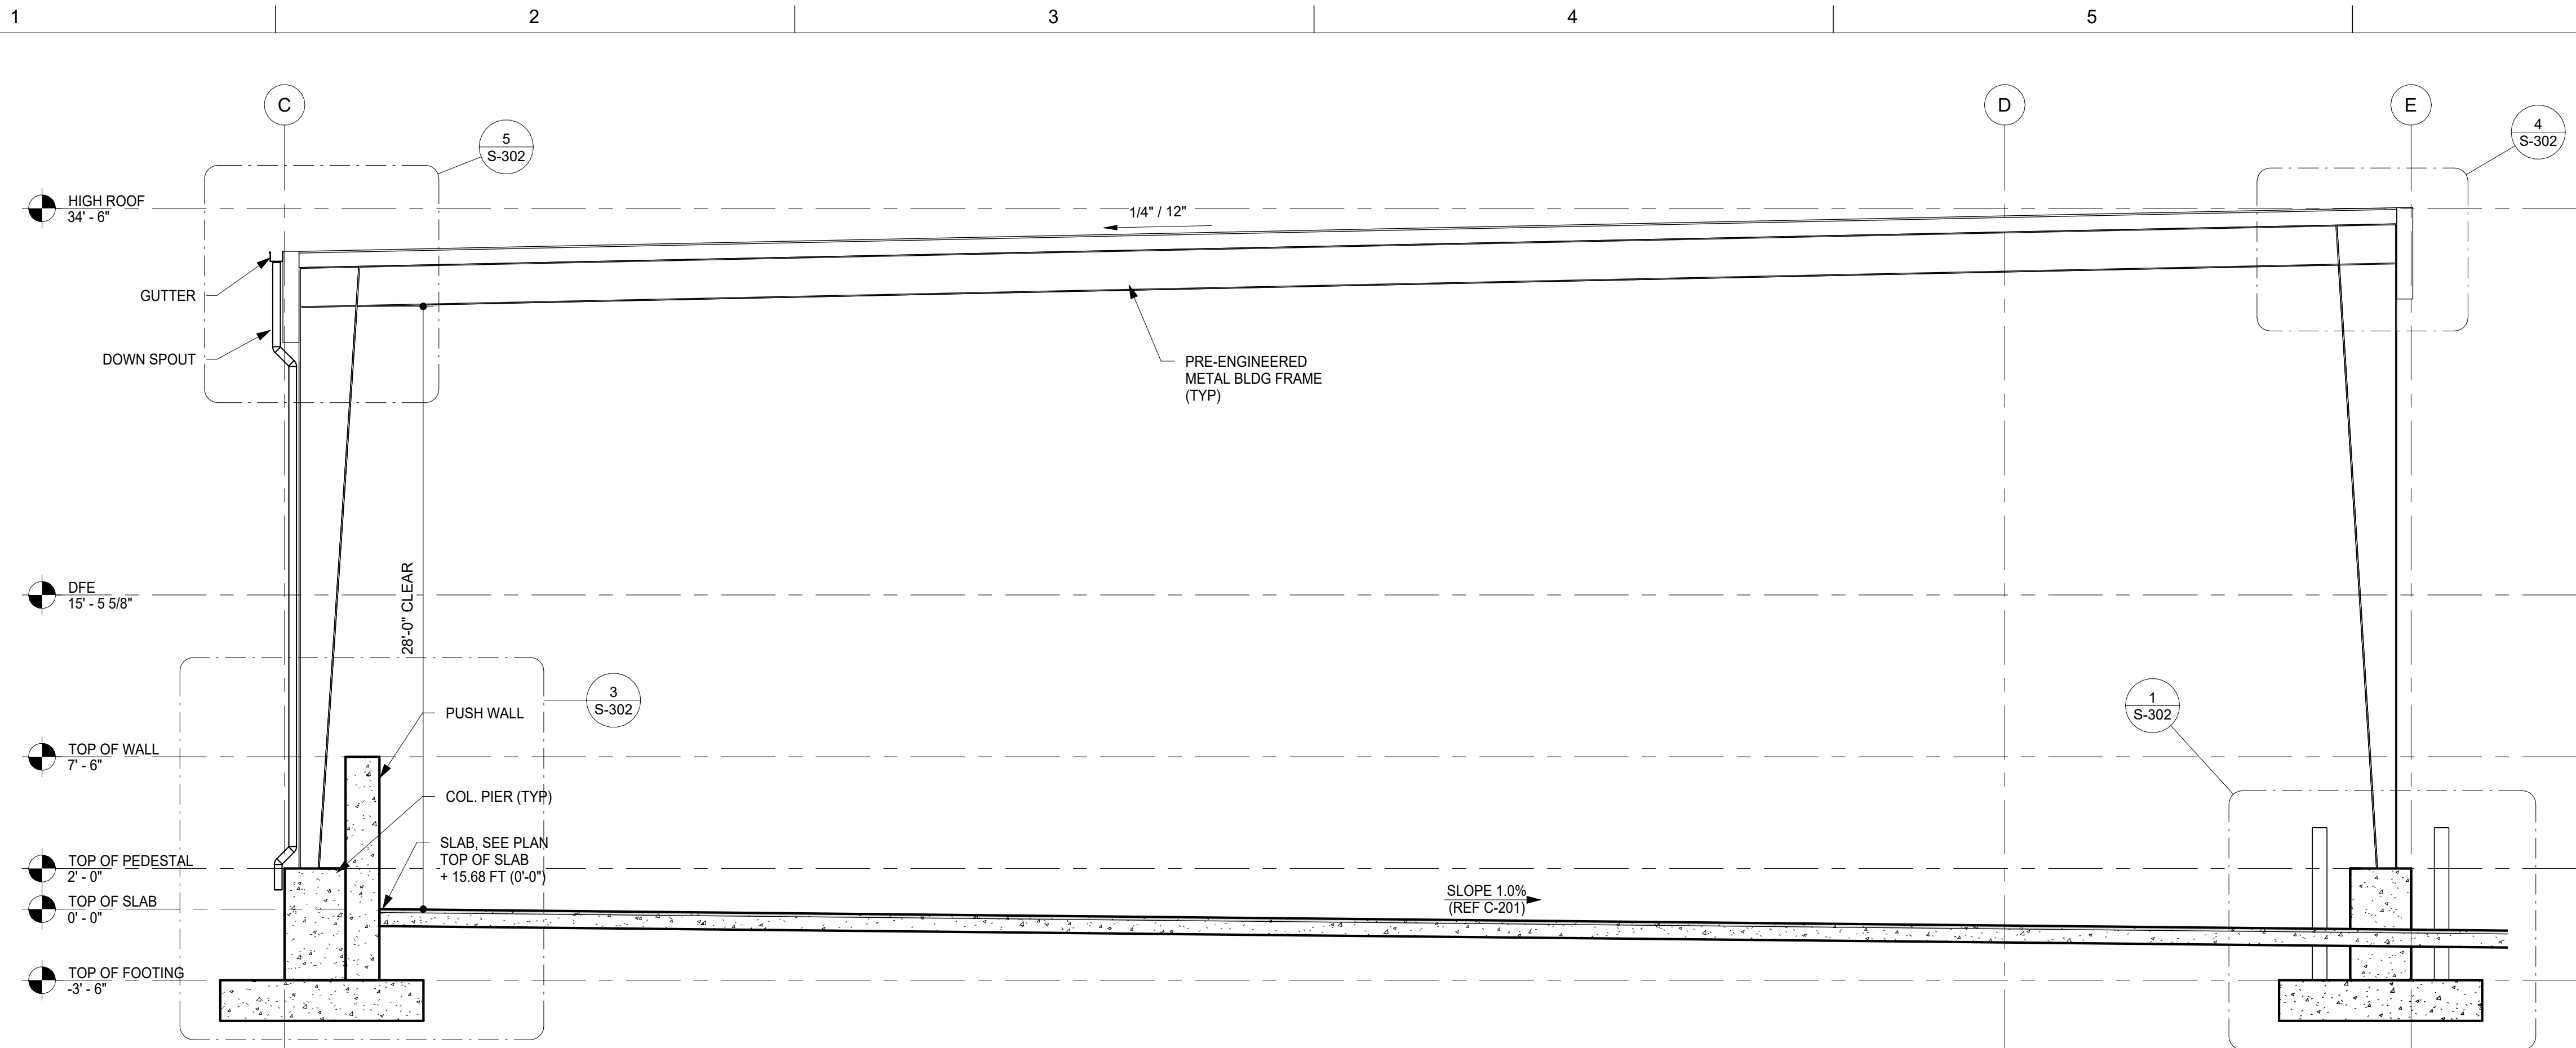 1 2 3 4 5
C
D
E
5
S-302
4
S-302
HIGH ROOF
34' - 6"
1/4" / 12"
GUTTER
DOWN SPOUT
PRE-ENGINEERED
METAL BLDG FRAME
(TYP)
28'-0" CLEAR
DFE
15' - 5 5/8"
3
S-302
1
S-302
PUSH WALL
TOP OF WALL
7' - 6"
COL. PIER (TYP)
SLAB, SEE PLAN
TOP OF SLAB
+ 15.68 FT (0'-0")
TOP OF PEDESTAL
2' - 0"
TOP OF SLAB
0' - 0"
SLOPE 1.0%
(REF C-201)
TOP OF FOOTING
-3' - 6"